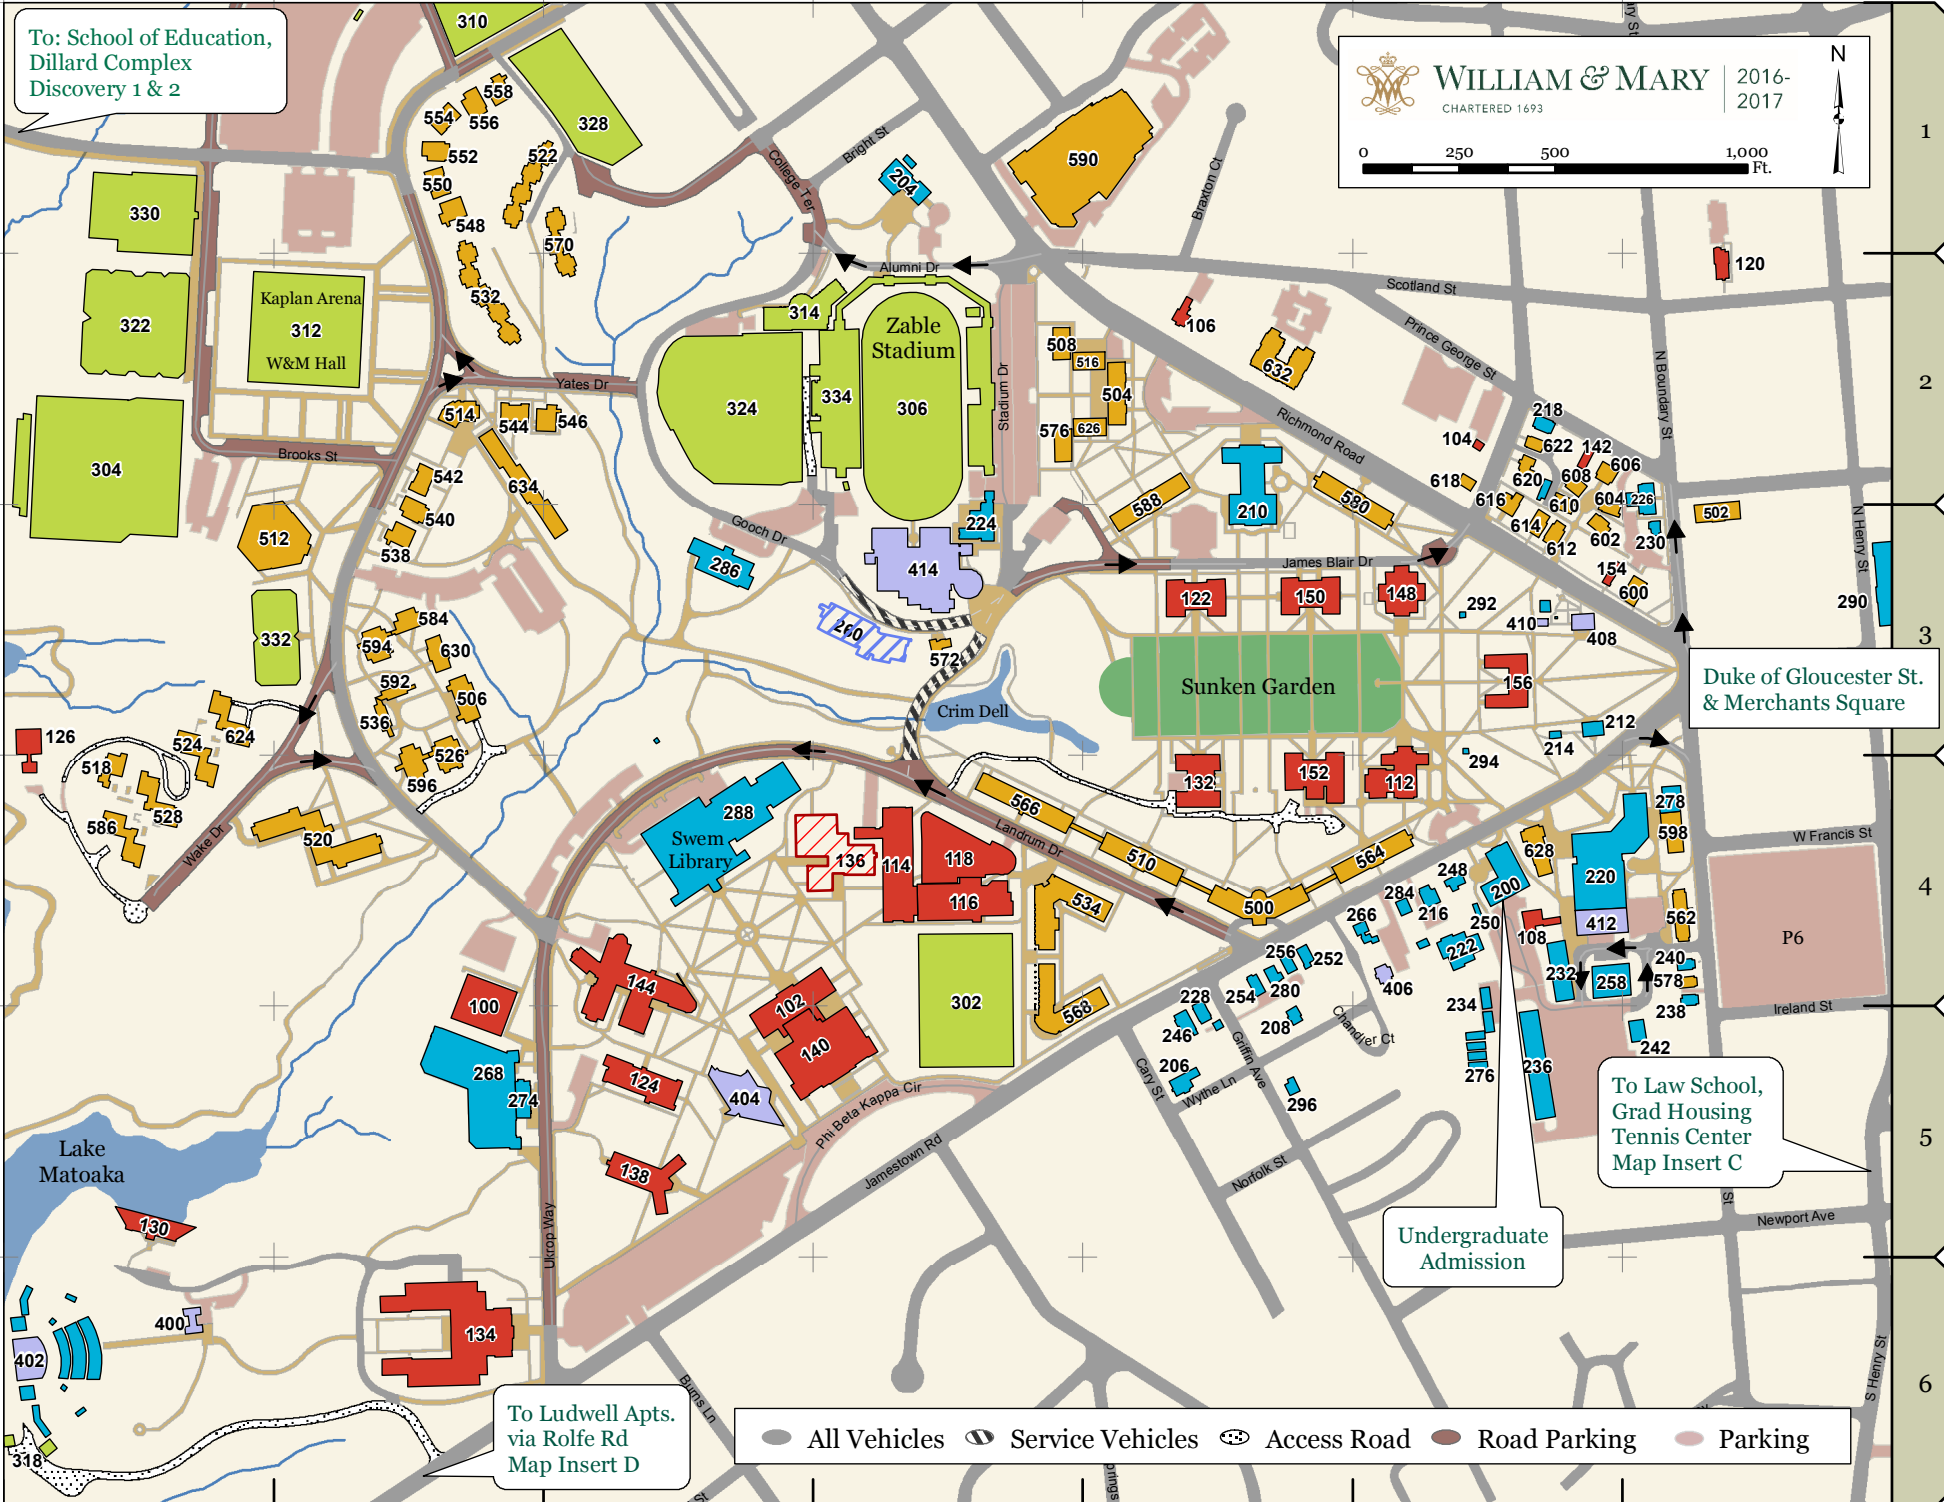 To: School of Education,
Dillard Complex
Discovery 1 & 2
310
328
558
554
556
552
522
550
548
570
532
330
322
Kaplan Arena
312
W&M Hall
304
Brooks St
Yates Dr
514
544
546
542
634
540
538
512
332
College Ter
Bright St
204
Alumni Dr
590
Braxton Ct
WILLIAM & MARY
CHARTERED 1693
2016-
2017
N
0
250
500
1,000
Ft.
1
2
3
4
5
6
120
Scotland St
Prince George St
N Boundary St
106
632
Richmond Road
314
Zable
Stadium
324
334
306
Stadium Dr
508
516
504
576
626
588
210
580
104
218
622
142
606
618
620
608
616
610
604
226
614
612
602
230
502
N Henry St
154
600
290
Gooch Dr
286
224
414
260
572
James Blair Dr
122
150
148
292
410
408
Sunken Garden
156
Crim Dell
212
214
294
Duke of Gloucester St.
& Merchants Square
584
594
630
592
506
536
526
596
126
624
524
518
528
586
520
Wake Dr
132
152
112
566
Landrum Dr
510
564
500
288
Swem
Library
136
114
118
116
534
568
302
278
598
628
220
W Francis St
248
200
284
216
250
412
562
266
108
222
P6
256
252
240
232
258
578
254
280
406
238
Ireland St
228
246
208
234
242
Chandler Ct
Griffin Ave
206
Cary St
Wythe Ln
276
236
296
Norfolk St
To Law School,
Grad Housing
Tennis Center
Map Insert C
St
Newport Ave
Undergraduate
Admission
S Henry St
100
144
102
140
268
274
124
404
138
Phi Beta Kappa Cir
Jamestown Rd
Ukrop Way
Lake
Matoaka
130
400
402
134
318
Burns Ln
St
To Ludwell Apts.
via Rolfe Rd
Map Insert D
All Vehicles
Service Vehicles
Access Road
Road Parking
Parking